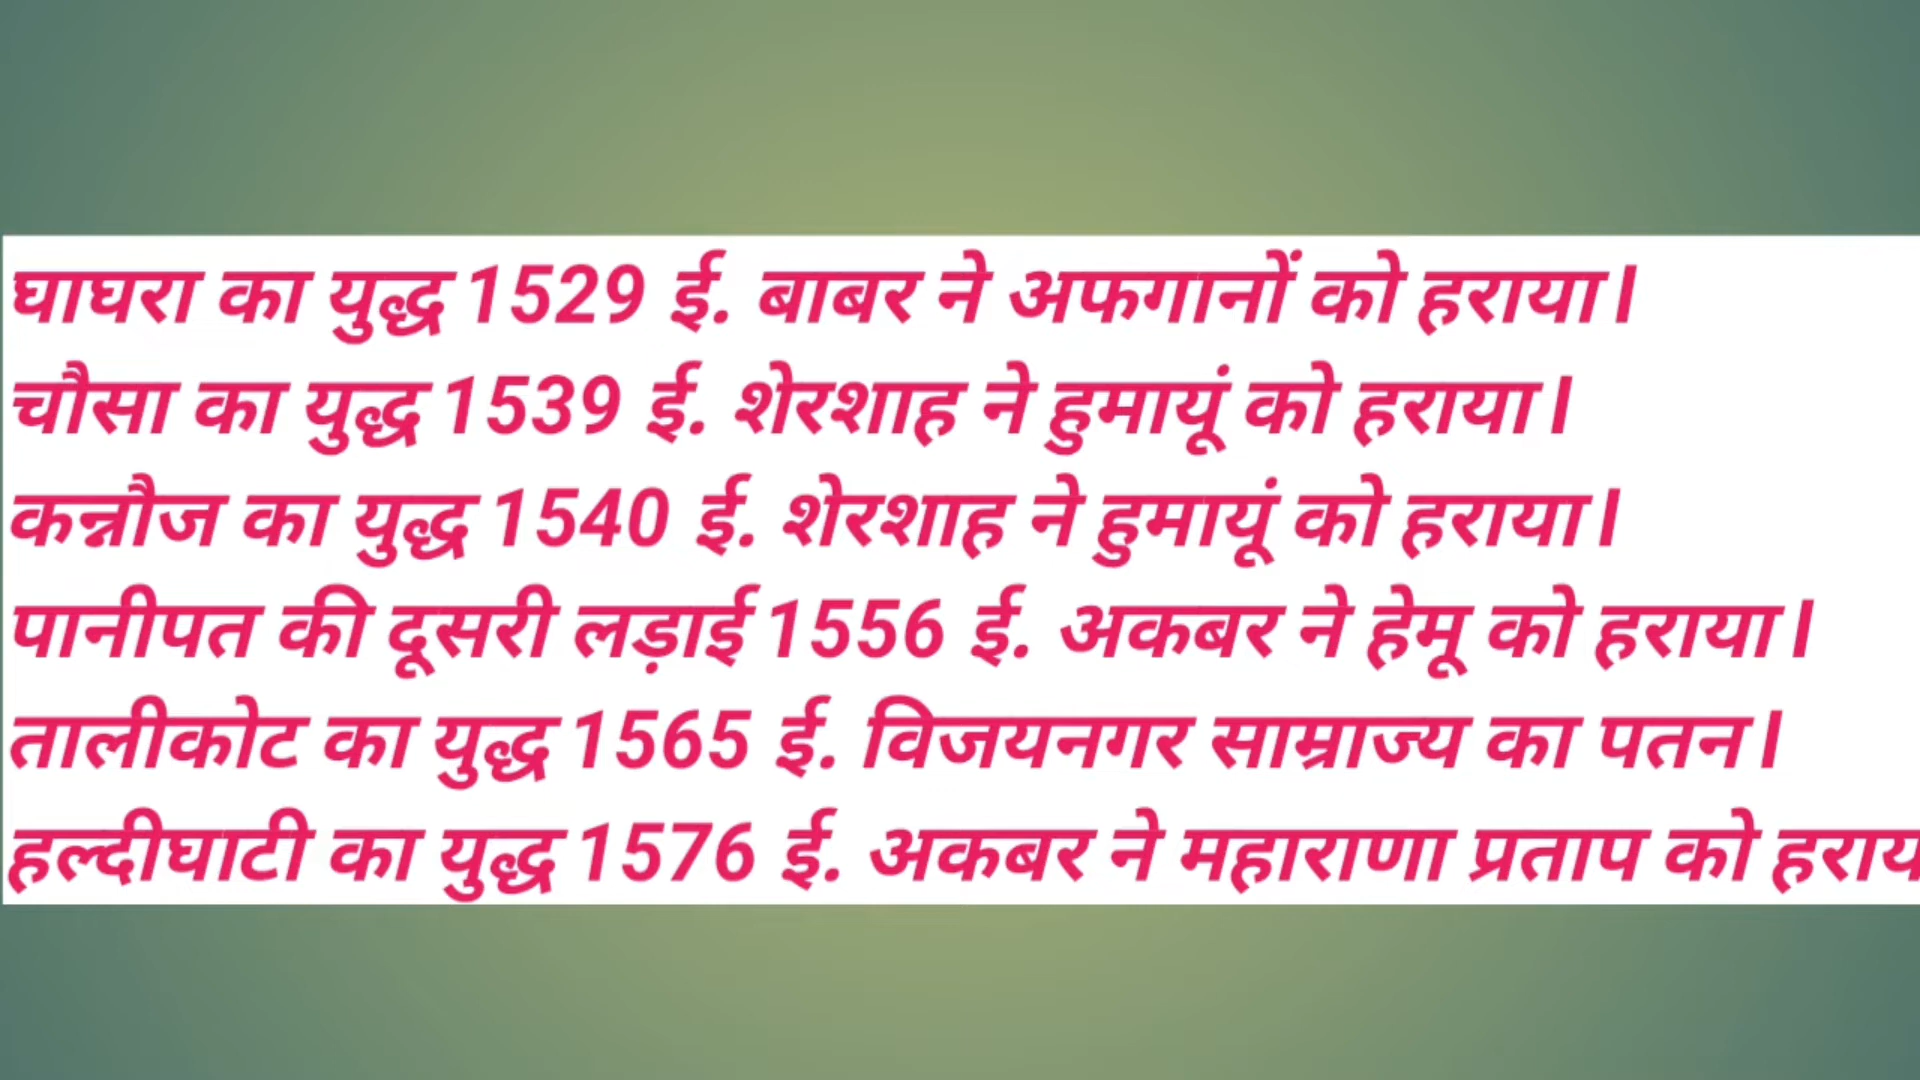 घाघरा का युद्ध 1529 ई. बाबर ने अफगानों को हराया।
चौसा का युद्ध 1539 ई. शेरशाह ने हुमायूं को हराया।
कन्नौज का युद्ध 1540 ई. शेरशाह ने हुमायूं को हराया।
पानीपत की दूसरी लड़ाई 1556 ई. अकबर ने हेमू को हराया।
तालीकोट का युद्ध 1565 ई. विजयनगर साम्राज्य का पतन।
हल्दीघाटी का युद्ध 1576 ई. अकबर ने महाराणा प्रताप को हराय